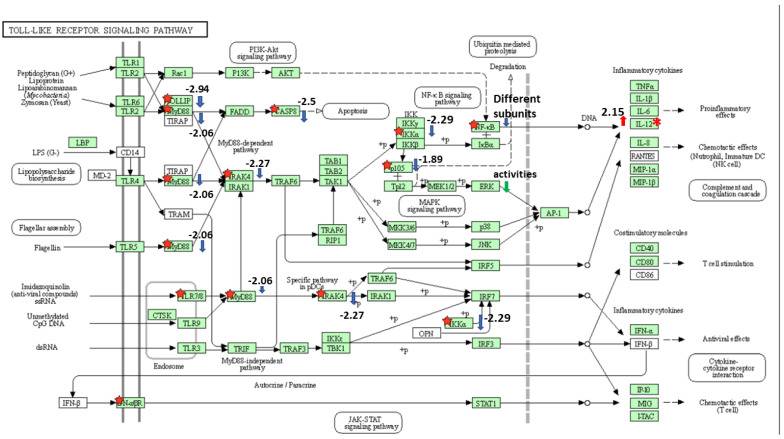 TOLL-LIKE RECEPTOR SIGNALING PATHWAY
PI3K-Akt
signaling pathway
Ubiquitin mediated
proteolysis
Degradation
TLR1
TLR2
Rac1
PI3K
AKT
Peptidoglycan (G+)
Lipoprotein
Lipoarabinomannan
(Mycobacteria)
Zymosan (Yeast)
TLR6
TLR2
-2.94
TOLLIP
MyD88
TIRAP
-2.06
FADD
CASP8
-2.5
Apoptosis
NF-κ B signaling
pathway
IKK
IKKγ
IKKα
IKKβ
-2.29
+p
Different
subunits
NF-κB
IκBα
DNA
Inflammatory cytokines
TNFα
IL-1β
IL-6
IL-12
2.15
Proinflammatory
effects
MyD88-dependent
pathway
LBP
LPS (G-)
CD14
MD-2
TLR4
Lipopolysaccharide
biosynthesis
TIRAP
MyD88
-2.06
TRAM
-2.27
IRAK4
IRAK1
TRAF6
TAB1
TAB2
TAK1
+p
p105
-1.89
Tpl2
MEK1/2
+p
ERK
activities
MAPK
signaling pathway
IL-8
RANTES
MIP-1α
MIP-1β
Chemotactic effects
(Nutrophil, Immature DC
(NK cell)
Complement and
coagulation cascade
AP-1
Flagellar assembly
Flagellin
TLR5
MyD88
-2.06
TRAF6
RIP1
MKK3/6
+p
p38
+p
MKK4/7
+p
JNK
+p
IRF5
Costimulatory molecules
CD40
CD80
CD86
T cell stimulation
Imidazoquinolin
(anti-viral compounds)
ssRNA
TLR7/8
MyD88
-2.06
Specific pathway
in pDCs
IRAK4
+p
-2.27
IRAK1
TRAF6
+p
IRF7
IKKα
-2.29
OPN
Unmethylated
CpG DNA
CTSK
TLR9
dsRNA
TLR3
Endosome
TRIF
TRAF3
IKKε
TBK1
+p
IRF3
MyD88-independent
pathway
Inflammatory cytokines
IFN-α
IFN-β
Antiviral effects
Cytokine-
cytokine receptor
interaction
Autocrine / Paracrine
IFN-β
IFN-αβR
STAT1
JAK-STAT
signaling pathway
IP-10
MIG
I-TAC
Chemotactic effects
(T cell)